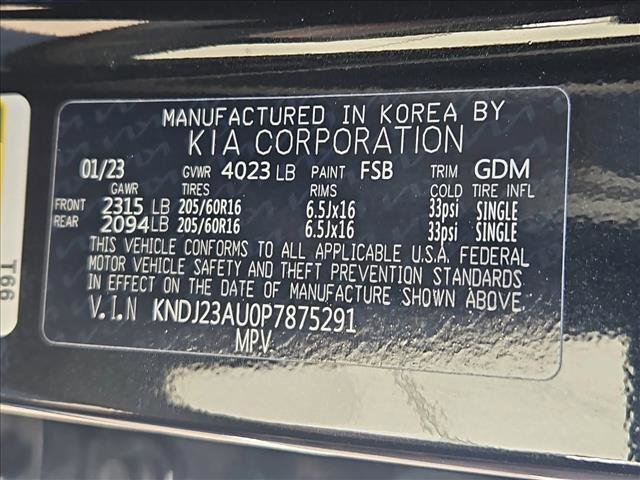 MANUFACTURED IN KOREA BY
KIA CORPORATION
01/23 GVWR 4023 LB PAINT FSB TRIM GDM
GAWR TIRES RIMS COLD TIRE INFL
FRONT 2315 LB 205/60R16 6.5Jx16 33psi SINGLE
REAR 2094 LB 205/60R16 6.5Jx16 33psi SINGLE
THIS VEHICLE CONFORMS TO ALL APPLICABLE U.S.A. FEDERAL
MOTOR VEHICLE SAFETY AND THEFT PREVENTION STANDARDS
IN EFFECT ON THE DATE OF MANUFACTURE SHOWN ABOVE.
V.I.N KNDJ23AU0P7875291
MPV